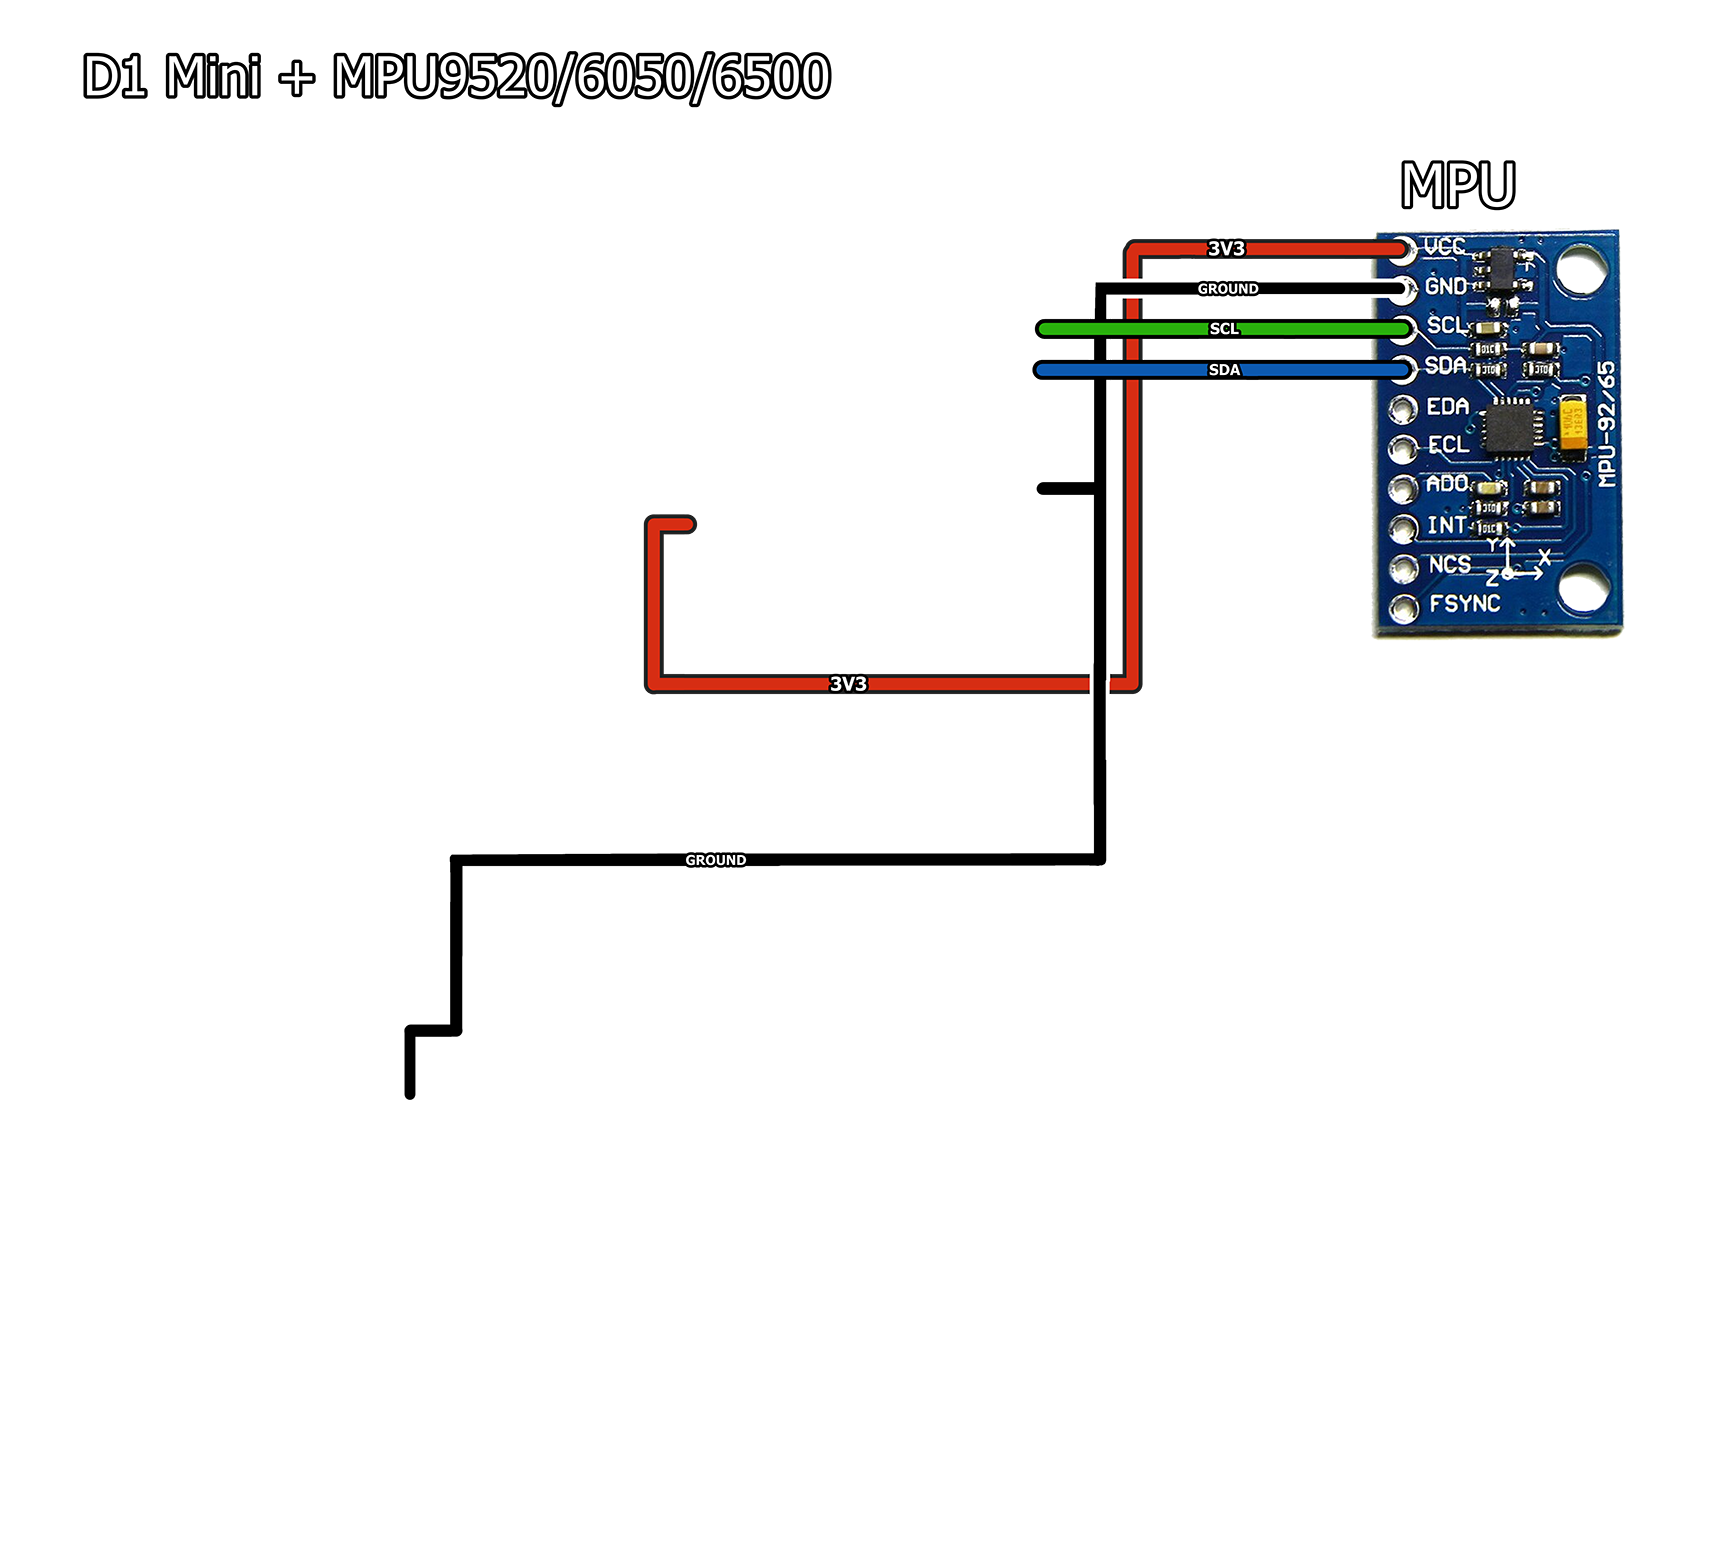 D1 Mini + MPU9520/6050/6500
MPU
3V3
GROUND
SCL
SDA
VCC
GND
SCL
SDA
EDA
ECL
ADO
INT
NCS
FSYNC
MPU-92/65
Y
X
Z
3V3
GROUND